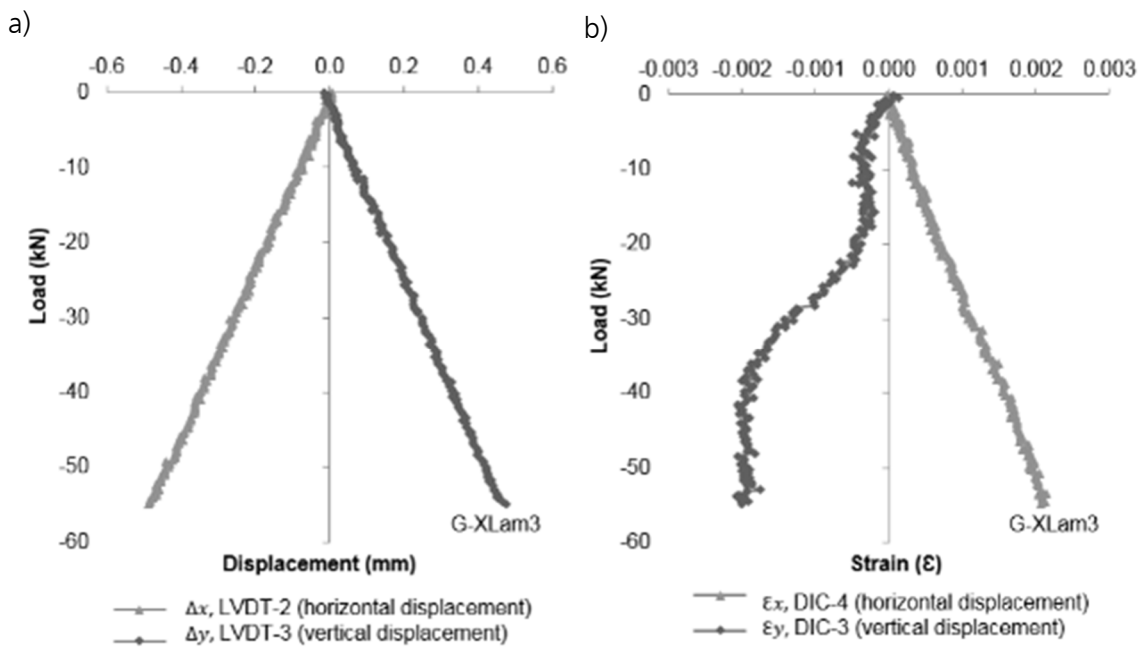 a)
-0.6 -0.4 -0.2 0.0 0.2 0.4 0.6
0
-10
-20
-30
-40
-50
-60
Load (kN)
G-XLam3
Displacement (mm)
Δx, LVDT-2 (horizontal displacement)
Δy, LVDT-3 (vertical displacement)
b)
-0.003 -0.002 -0.001 0.000 0.001 0.002 0.003
0
-10
-20
-30
-40
-50
-60
Load (kN)
G-XLam3
Strain (Ɛ)
Ɛx, DIC-4 (horizontal displacement)
Ɛy, DIC-3 (vertical displacement)